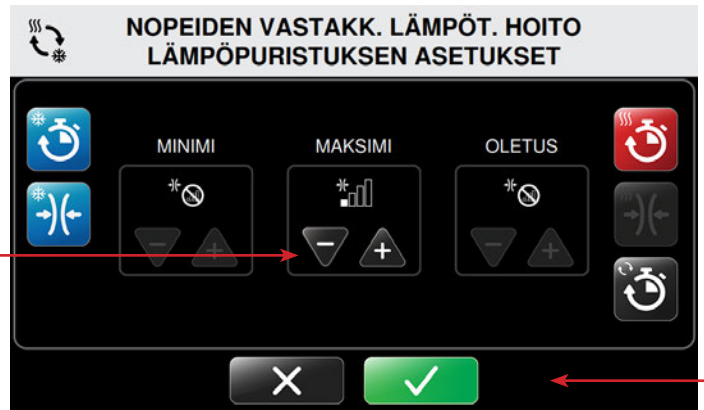 NOPEIDEN VASTAKK. LÄMPÖT. HOITO
LÄMPÖPURISTUKSEN ASETUKSET
MINIMI MAKSIMI OLETUS